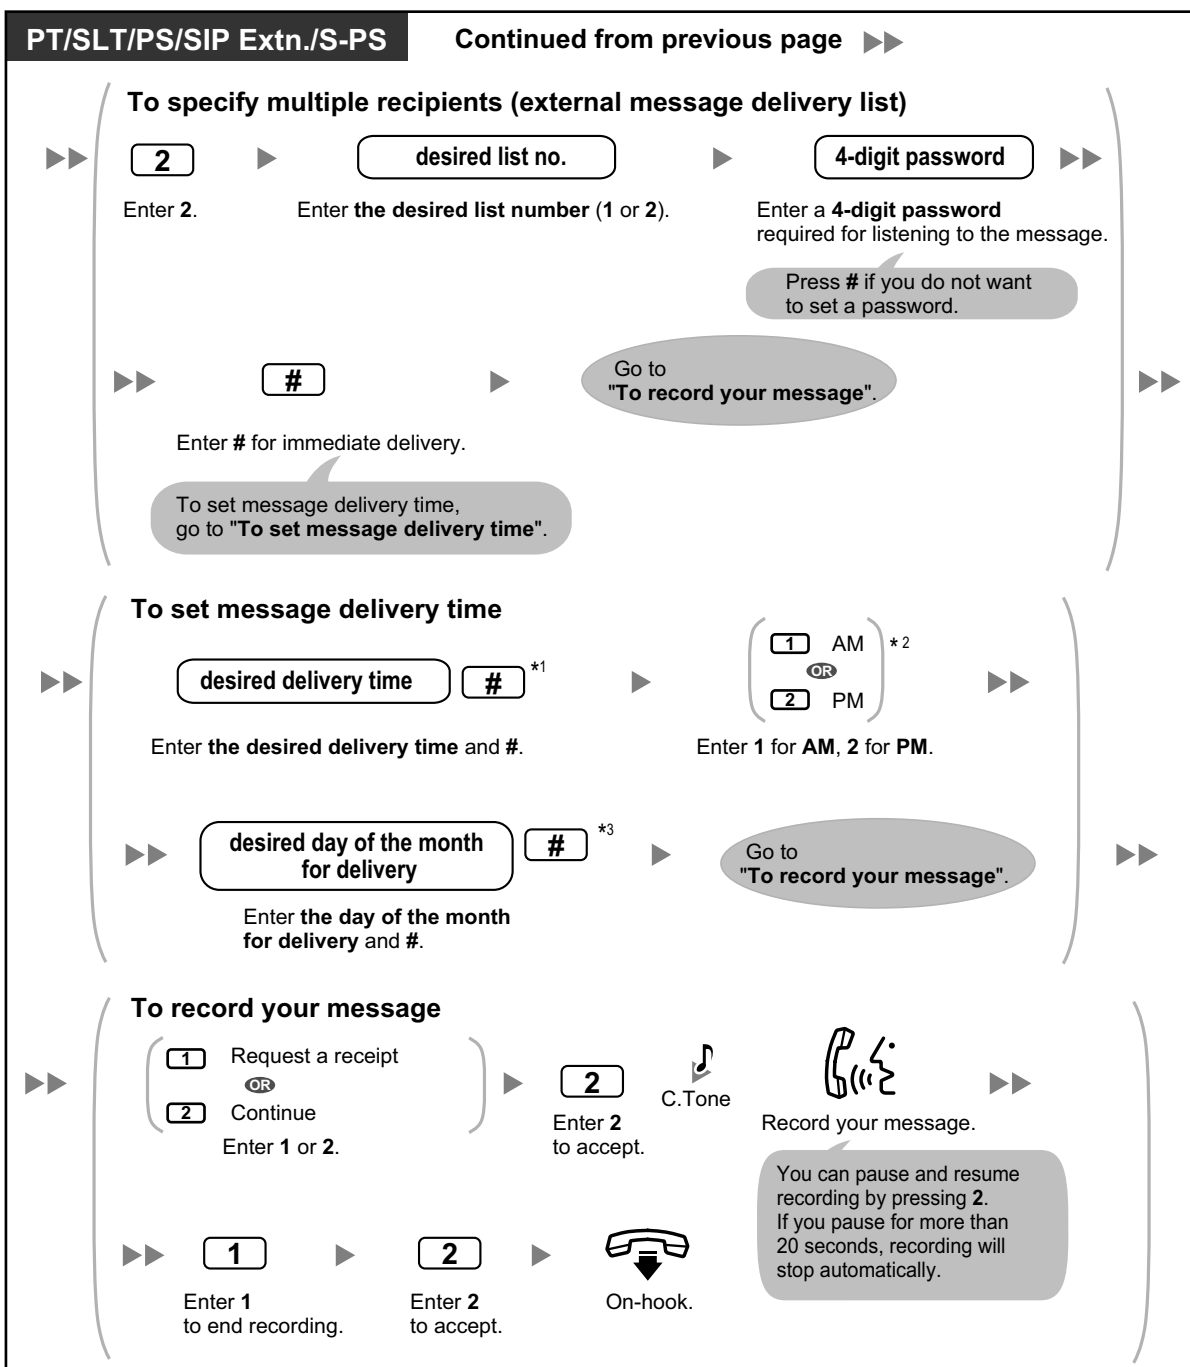 PT/SLT/PS/SIP Extn./S-PS
Continued from previous page
To specify multiple recipients (external message delivery list)
2
desired list no.
4-digit password
Enter 2.
Enter the desired list number (1 or 2).
Enter a 4-digit password
required for listening to the message.
Press # if you do not want
to set a password.
#
Go to
"To record your message".
Enter # for immediate delivery.
To set message delivery time,
go to "To set message delivery time".
To set message delivery time
desired delivery time
#
*1
1 AM
OR
2 PM
*2
Enter the desired delivery time and #.
Enter 1 for AM, 2 for PM.
desired day of the month
for delivery
#
*3
Go to
"To record your message".
Enter the day of the month
for delivery and #.
To record your message
1 Request a receipt
OR
2 Continue
Enter 1 or 2.
2
Enter 2
to accept.
C.Tone
Record your message.
You can pause and resume
recording by pressing 2.
If you pause for more than
20 seconds, recording will
stop automatically.
1
Enter 1
to end recording.
2
Enter 2
to accept.
On-hook.